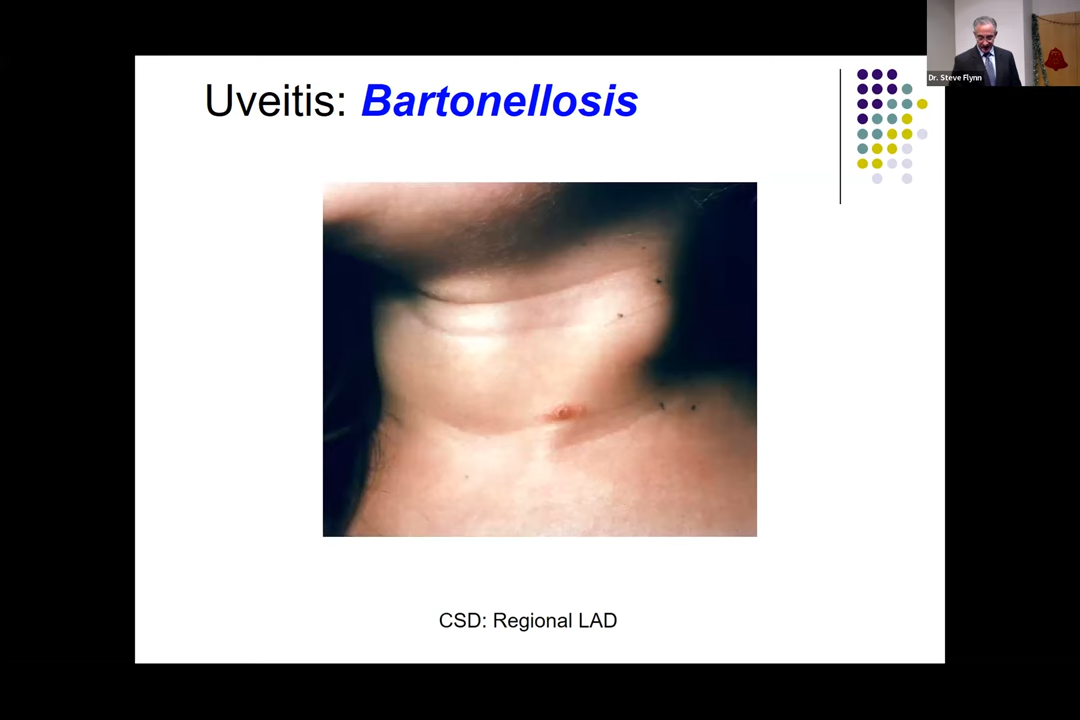 Uveitis: Bartonellosis
Dr. Steve Flynn
CSD: Regional LAD